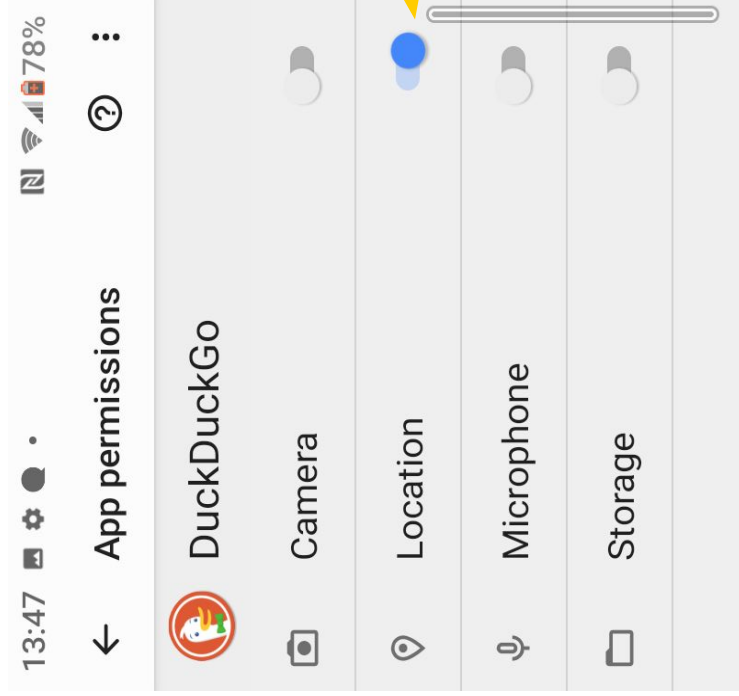 13:47 78%
App permissions
DuckDuckGo
Camera
Location
Microphone
Storage